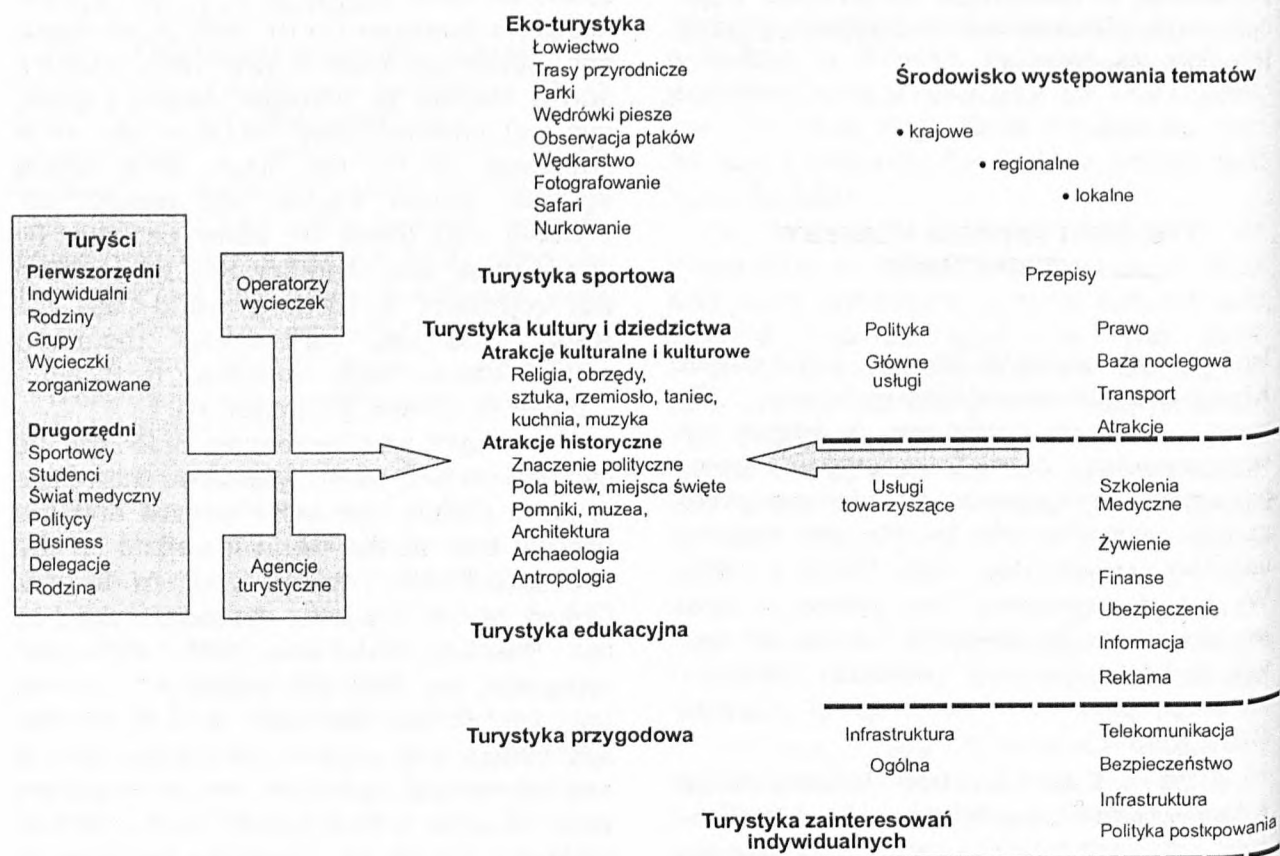 Eko-turystyka
Łowiectwo
Trasy przyrodnicze
Parki
Wędrówki piesze
Obserwacja ptaków
Wędkarstwo
Fotografowanie
Safari
Nurkowanie
Środowisko występowania tematów
• krajowe
• regionalne
• lokalne
Turyści
Pierwszorzędni
Indywidualni
Rodziny
Grupy
Wycieczki
zorganizowane
Drugorzędni
Sportowcy
Studenci
Świat medyczny
Politycy
Business
Delegacje
Rodzina
Operatorzy
wycieczek
Agencje
turystyczne
Turystyka sportowa
Turystyka kultury i dziedzictwa
Atrakcje kulturalne i kulturowe
Religia, obrzędy,
sztuka, rzemiosło, taniec,
kuchnia, muzyka
Atrakcje historyczne
Znaczenie polityczne
Pola bitew, miejsca święte
Pomniki, muzea,
Architektura
Archaeologia
Antropologia
Turystyka edukacyjna
Turystyka przygodowa
Turystyka zainteresowań
indywidualnych
Przepisy
Polityka
Prawo
Główne
usługi
Baza noclegowa
Transport
Atrakcje
Usługi
towarzyszące
Szkolenia
Medyczne
Żywienie
Finanse
Ubezpieczenie
Informacja
Reklama
Infrastruktura
Ogólna
Telekomunikacja
Bezpieczeństwo
Infrastruktura
Polityka postkpowania